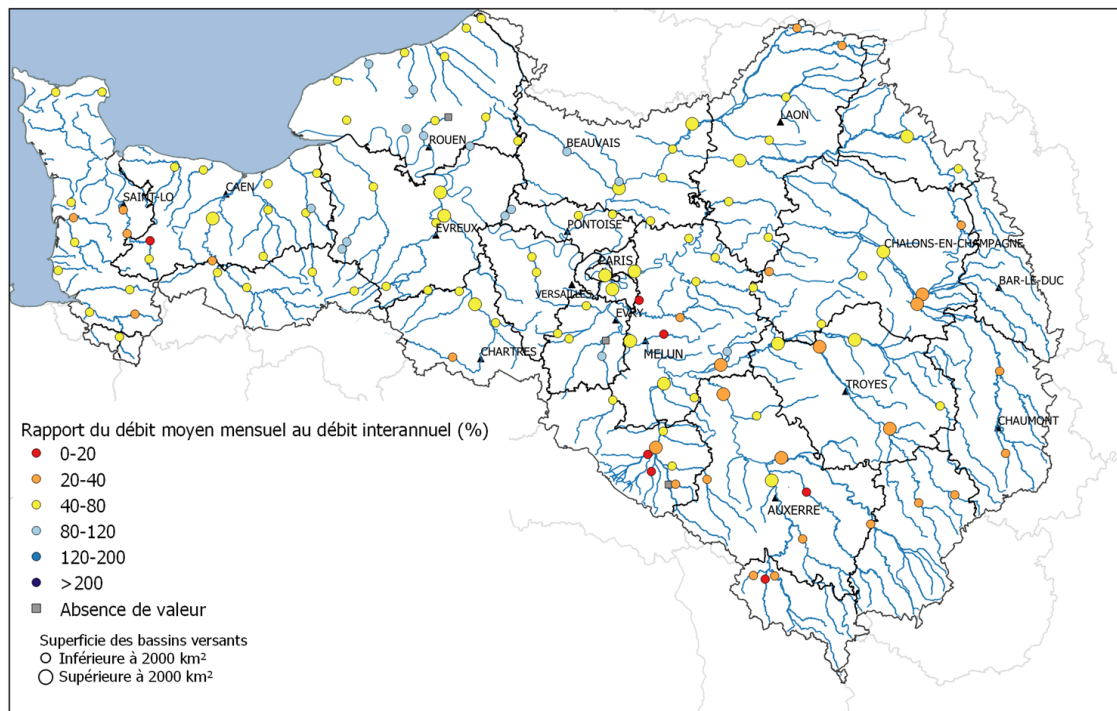 LAON
ROUEN
BEAUVAIS
SAINT-LO
CAEN
PONTOISE
EVREUX
CHALONS-EN-CHAMPAGNE
PARIS
BAR-LE-DUC
VERSAILLES
EVRY
MELUN
CHARTRES
TROYES
CHAUMONT
AUXERRE
Rapport du débit moyen mensuel au débit interannuel (%)
0-20
20-40
40-80
80-120
120-200
>200
Absence de valeur
Superficie des bassins versants
Inférieure à 2000 km²
Supérieure à 2000 km²